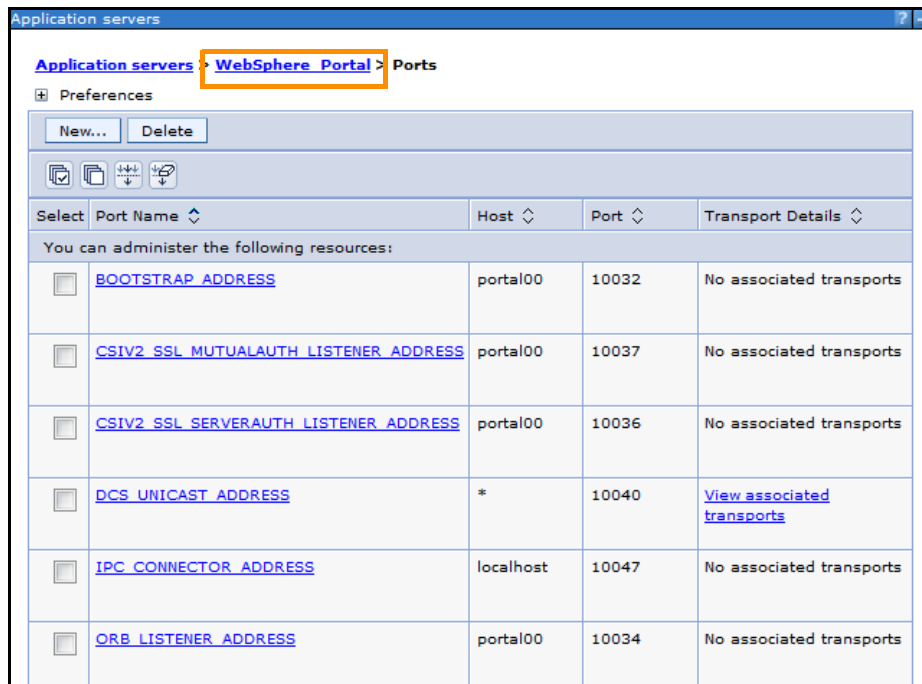 Application servers ? -
Application servers > WebSphere_Portal > Ports
+ Preferences
New... Delete
Select Port Name Host Port Transport Details
You can administer the following resources:
BOOTSTRAP_ADDRESS portal00 10032 No associated transports
CSIV2_SSL_MUTUALAUTH_LISTENER_ADDRESS portal00 10037 No associated transports
CSIV2_SSL_SERVERAUTH_LISTENER_ADDRESS portal00 10036 No associated transports
DCS_UNICAST_ADDRESS * 10040 View associated
transports
IPC_CONNECTOR_ADDRESS localhost 10047 No associated transports
ORB_LISTENER_ADDRESS portal00 10034 No associated transports